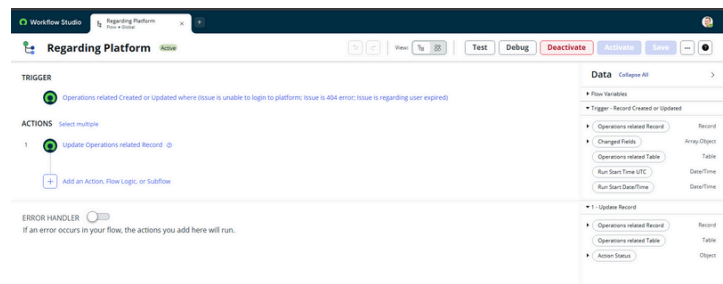 Workflow Studio
Regarding Platform
Flow • Global
Regarding Platform Active
View:
Test
Debug
Deactivate
Activate
Save
TRIGGER
Operations related Created or Updated where (Issue is unable to login to platform; Issue is 404 error; Issue is regarding user expired)
ACTIONS Select multiple
1 Update Operations related Record
Add an Action, Flow Logic, or Subflow
ERROR HANDLER
If an error occurs in your flow, the actions you add here will run.
Data Collapse All
Flow Variables
Trigger - Record Created or Updated
Operations related Record Record
Changed Fields Array.Object
Operations related Table Table
Run Start Time UTC Date/Time
Run Start Date/Time Date/Time
1 - Update Record
Operations related Record Record
Operations related Table Table
Action Status Object